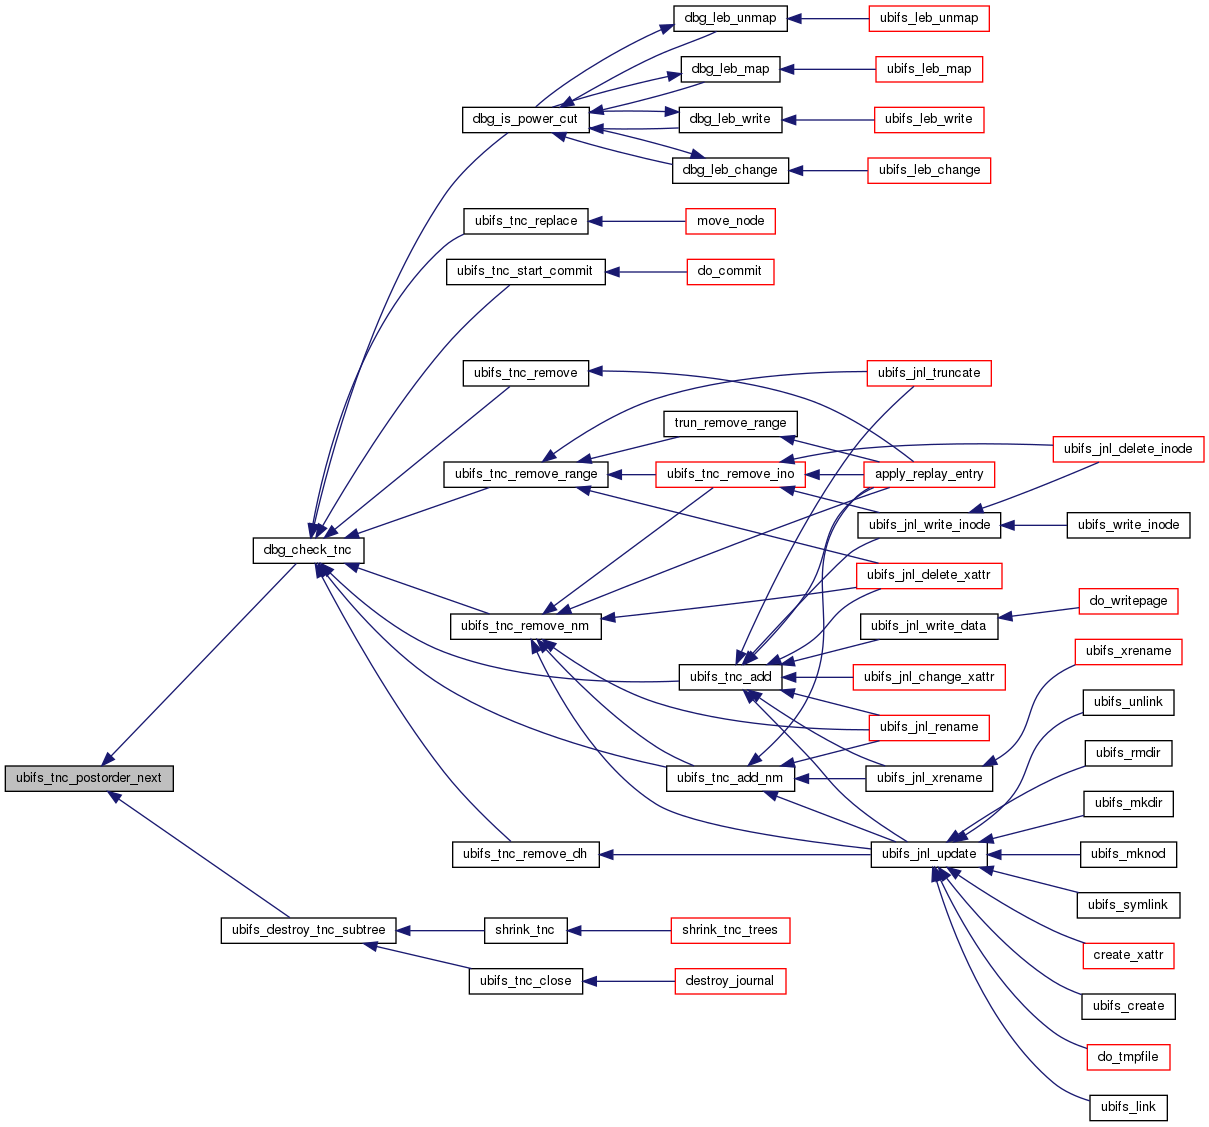 dbg_leb_unmap
ubifs_leb_unmap
dbg_leb_map
ubifs_leb_map
dbg_is_power_cut
dbg_leb_write
ubifs_leb_write
dbg_leb_change
ubifs_leb_change
ubifs_tnc_replace
move_node
ubifs_tnc_start_commit
do_commit
ubifs_tnc_remove
ubifs_jnl_truncate
trun_remove_range
ubifs_jnl_delete_inode
ubifs_tnc_remove_range
ubifs_tnc_remove_ino
apply_replay_entry
ubifs_jnl_write_inode
ubifs_write_inode
dbg_check_tnc
ubifs_jnl_delete_xattr
do_writepage
ubifs_tnc_remove_nm
ubifs_jnl_write_data
ubifs_xrename
ubifs_tnc_add
ubifs_jnl_change_xattr
ubifs_unlink
ubifs_jnl_rename
ubifs_rmdir
ubifs_tnc_postorder_next
ubifs_tnc_add_nm
ubifs_jnl_xrename
ubifs_mkdir
ubifs_tnc_remove_dh
ubifs_jnl_update
ubifs_mknod
ubifs_symlink
ubifs_destroy_tnc_subtree
shrink_tnc
shrink_tnc_trees
create_xattr
ubifs_tnc_close
destroy_journal
ubifs_create
do_tmpfile
ubifs_link